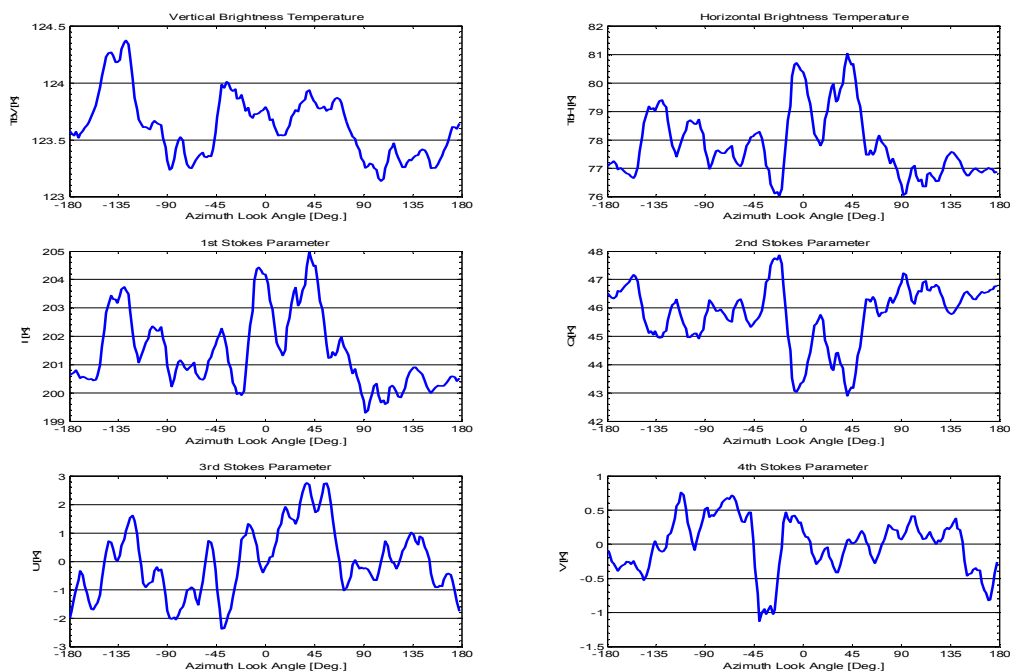 Vertical Brightness Temperature
124.5
124
123.5
123
TbV[K]
-180 -135 -90 -45 0 45 90 135 180
Azimuth Look Angle [Deg.]
Horizontal Brightness Temperature
82
81
80
79
78
77
76
TbH[K]
-180 -135 -90 -45 0 45 90 135 180
Azimuth Look Angle [Deg.]
1st Stokes Parameter
205
204
203
202
201
200
199
I [K]
-180 -135 -90 -45 0 45 90 135 180
Azimuth Look Angle [Deg.]
2nd Stokes Parameter
48
47
46
45
44
43
42
Q[K]
-180 -135 -90 -45 0 45 90 135 180
Azimuth Look Angle [Deg.]
3rd Stokes Parameter
3
2
1
0
-1
-2
-3
U[K]
-180 -135 -90 -45 0 45 90 135 180
Azimuth Look Angle [Deg.]
4th Stokes Parameter
1
0.5
0
-0.5
-1
-1.5
V[K]
-180 -135 -90 -45 0 45 90 135 180
Azimuth Look Angle [Deg.]